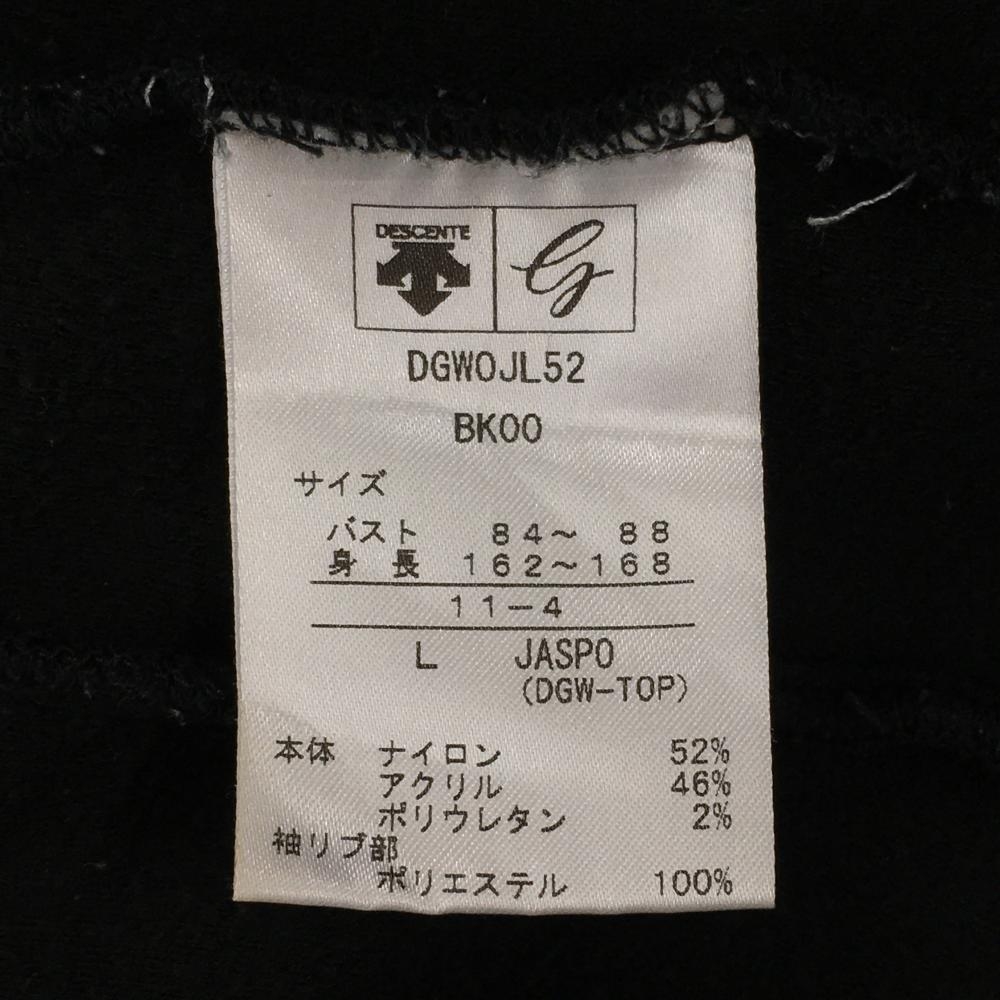 DESCENTE G
DGWOJL52
BK00
サイズ
バスト 84～ 88
身 長 162～168
11-4
L JASPO
(DGW-TOP)
本体 ナイロン 52%
アクリル 46%
ポリウレタン 2%
袖リブ部
ポリエステル 100%